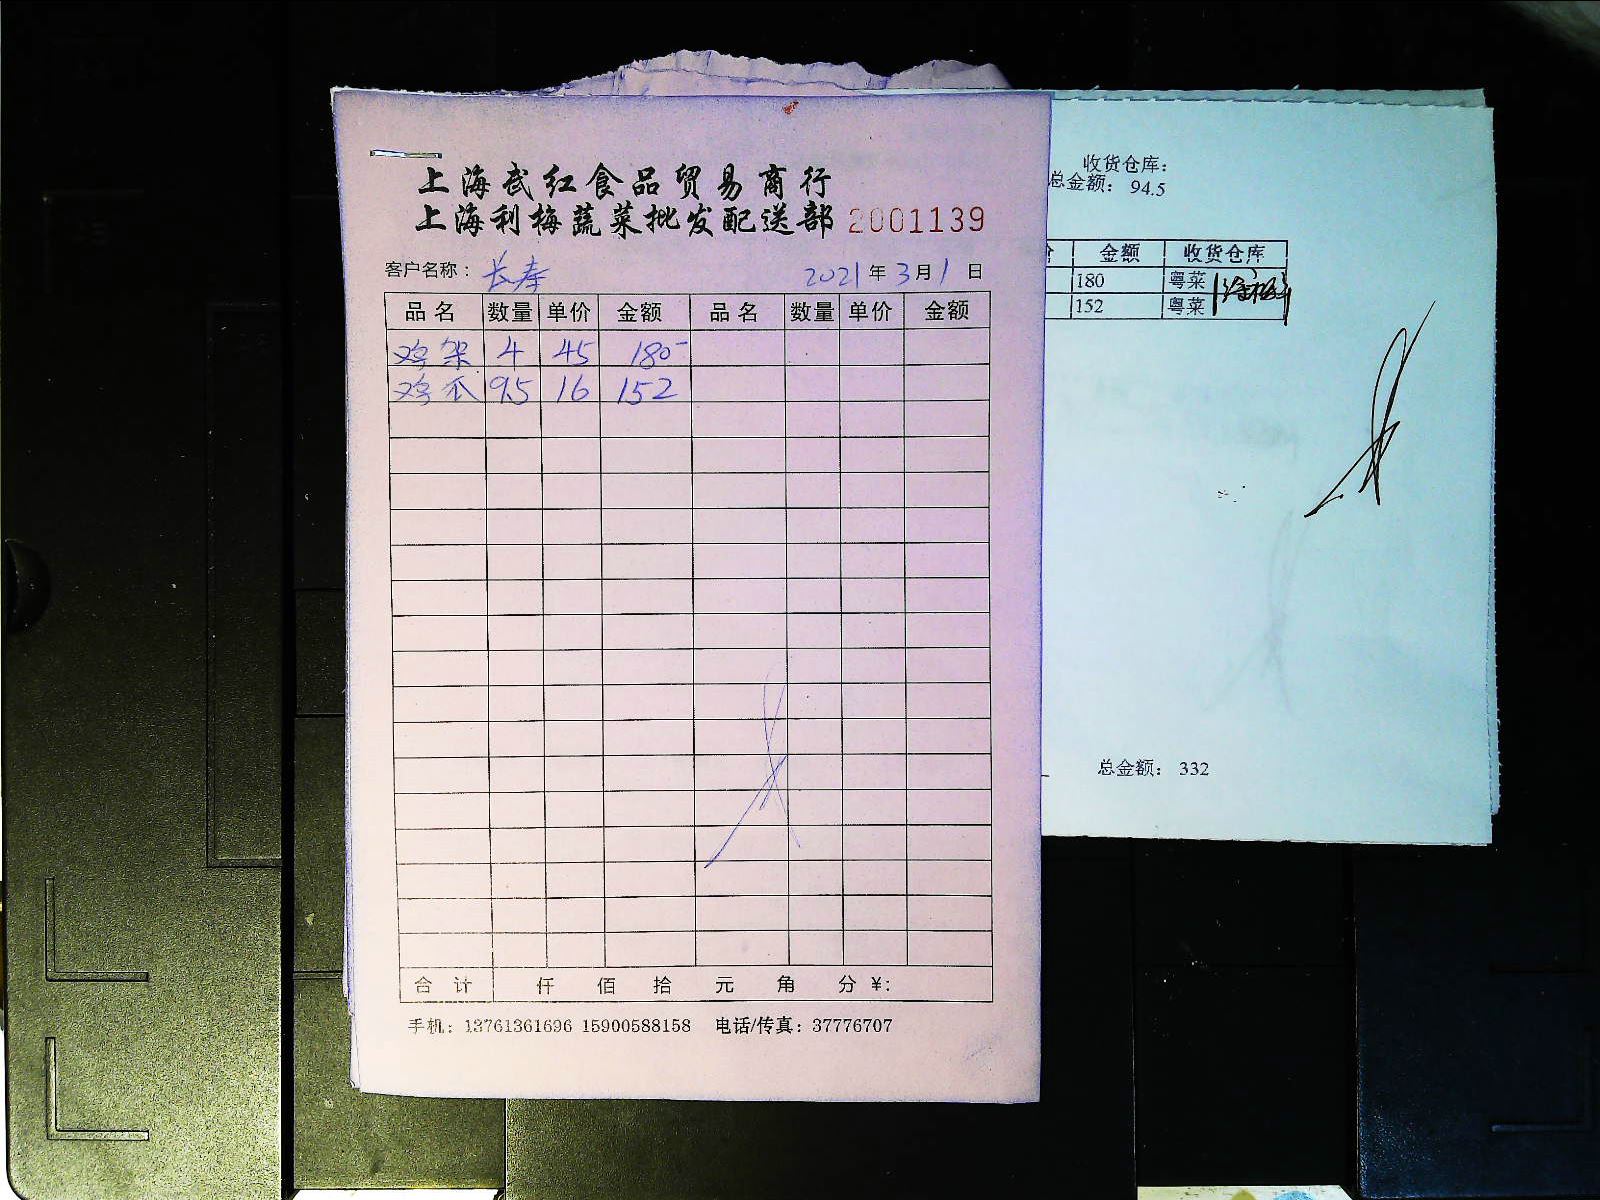 上海武红食品贸易商行
上海利梅蔬菜批发配送部 2001139
客户名称：长寿 2021年3月1日
品名 数量 单价 金额 品名 数量 单价 金额
鸡架 4 45 180-
鸡爪 9.5 16 152
合计 仟 佰 拾 元 角 分 ¥:
手机：13761361696 15900588158 电话/传真：37776707
收货仓库：
总金额： 94.5
金额 收货仓库
180 粤菜
152 粤菜
总金额： 332